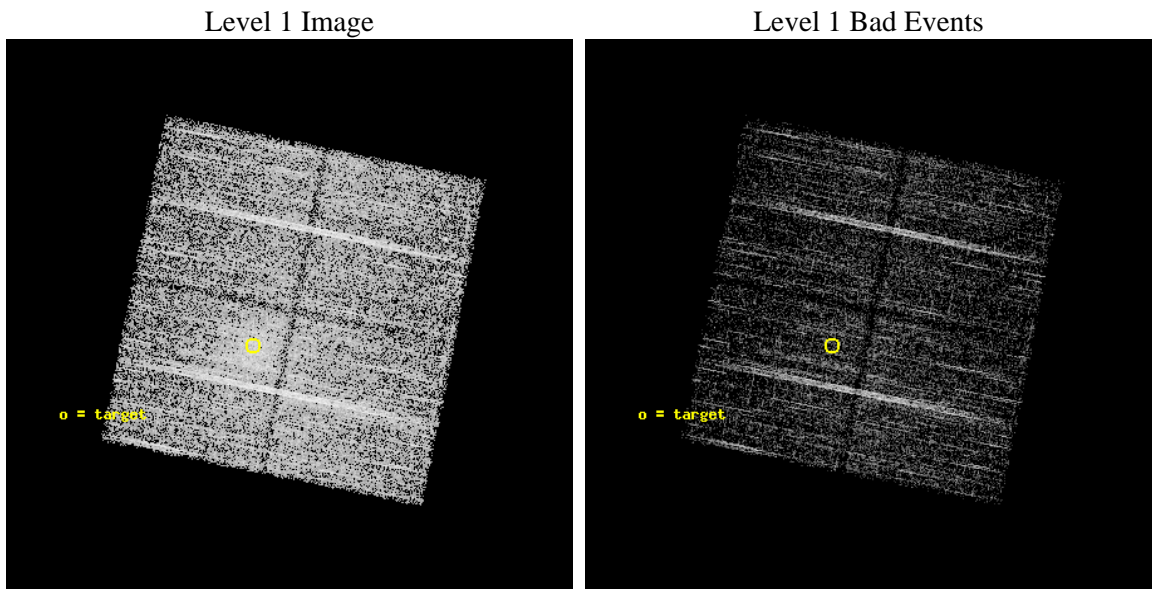 Level 1 Image
Level 1 Bad Events
o = target
o = target